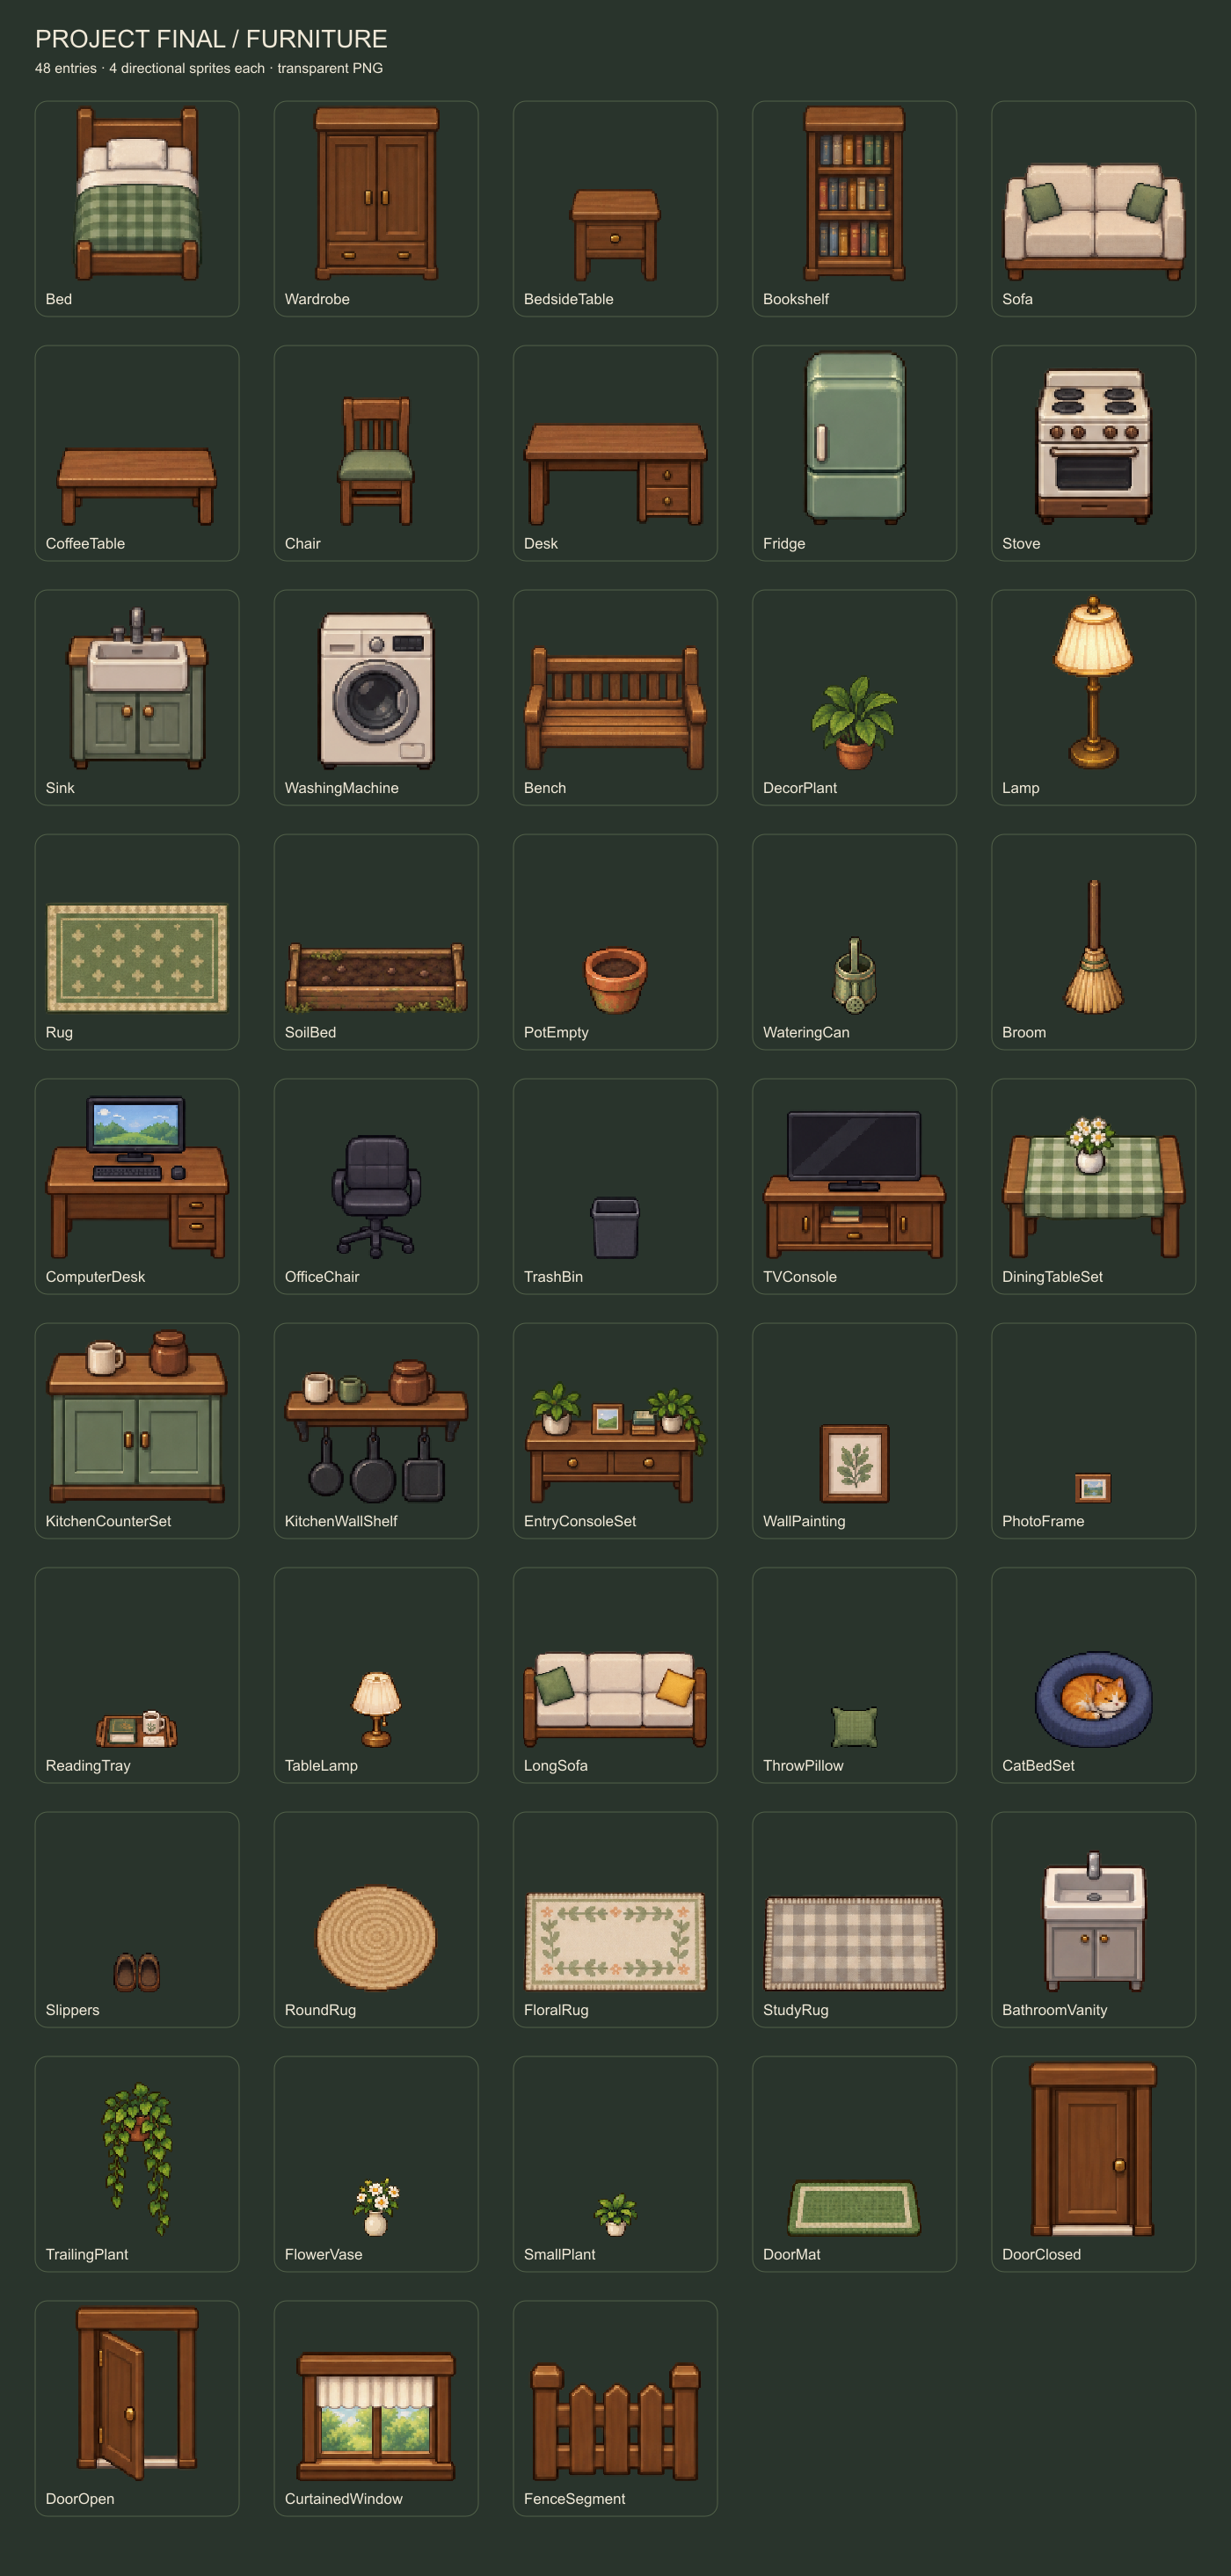 PROJECT FINAL / FURNITURE
48 entries · 4 directional sprites each · transparent PNG
Bed
Wardrobe
BedsideTable
Bookshelf
Sofa
CoffeeTable
Chair
Desk
Fridge
Stove
Sink
WashingMachine
Bench
DecorPlant
Lamp
Rug
SoilBed
PotEmpty
WateringCan
Broom
ComputerDesk
OfficeChair
TrashBin
TVConsole
DiningTableSet
KitchenCounterSet
KitchenWallShelf
EntryConsoleSet
WallPainting
PhotoFrame
ReadingTray
TableLamp
LongSofa
ThrowPillow
CatBedSet
Slippers
RoundRug
FloralRug
StudyRug
BathroomVanity
TrailingPlant
FlowerVase
SmallPlant
DoorMat
DoorClosed
DoorOpen
CurtainedWindow
FenceSegment